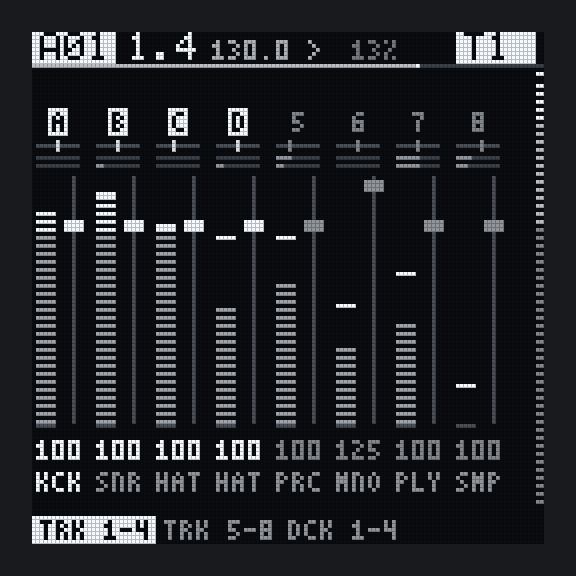 A01 1.4 130.0 > 13% T1
A B C D 5 6 7 8
100 100 100 100 100 125 100 100
KCK SNR HAT HAT PRC MNO PLY SMP
TRK 1-4 TRK 5-8 DCK 1-4